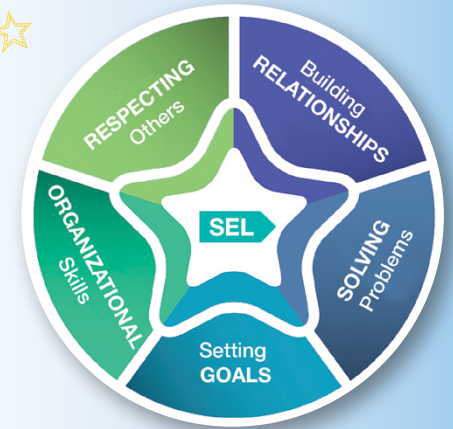 RESPECTING
Others
Building
RELATIONSHIPS
ORGANIZATIONAL
Skills
SEL
SOLVING
Problems
Setting
GOALS